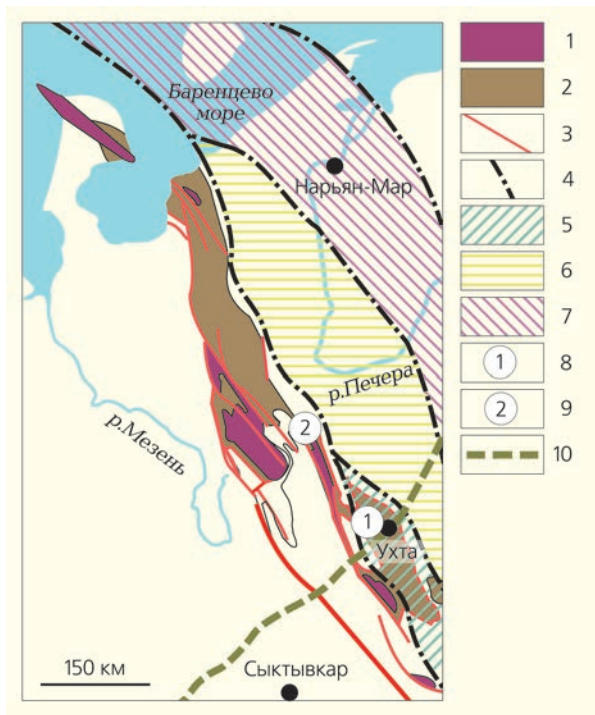 Баренцево
море
Нарьян-Мар
р.Печера
р.Мезень
2
1
Ухта
150 км
Сыктывкар
1
2
3
4
5
6
7
1
8
2
9
10